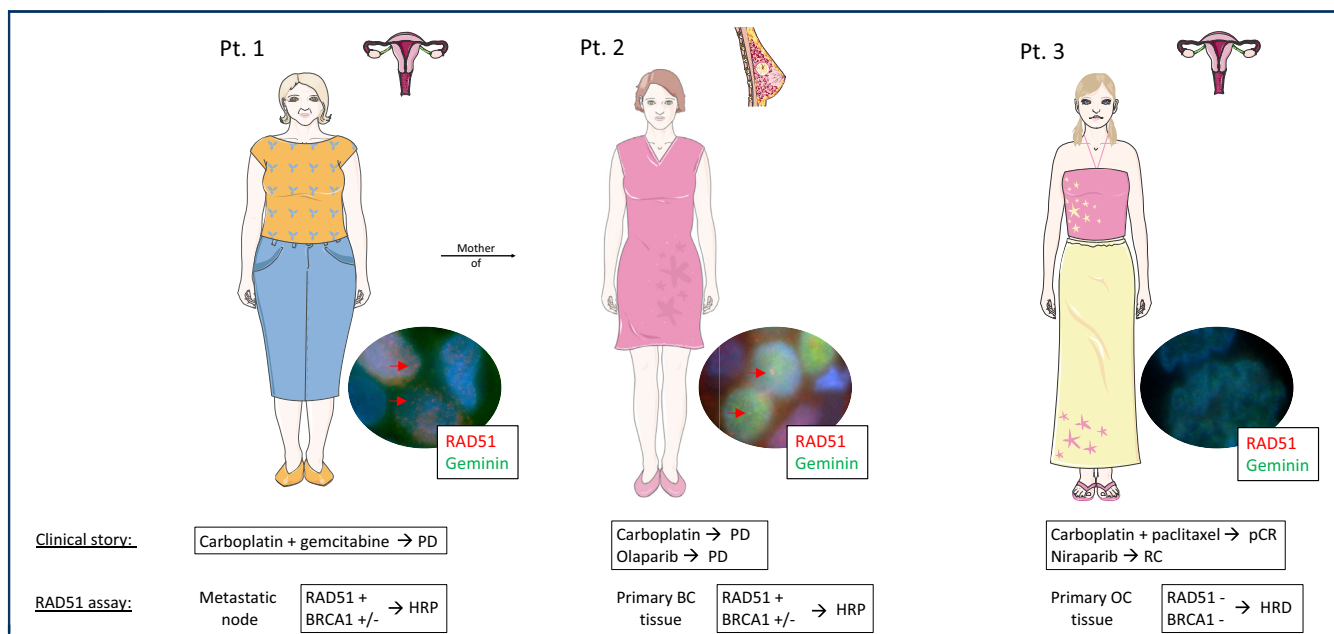 Pt. 1
Pt. 2
Pt. 3
Mother
of
RAD51
Geminin
RAD51
Geminin
RAD51
Geminin
Clinical story:
Carboplatin + gemcitabine → PD
Carboplatin → PD
Olaparib → PD
Carboplatin + paclitaxel → pCR
Niraparib → RC
RAD51 assay:
Metastatic
node
RAD51 +
BRCA1 +/-
→ HRP
Primary BC
tissue
RAD51 +
BRCA1 +/-
→ HRP
Primary OC
tissue
RAD51 -
BRCA1 -
→ HRD